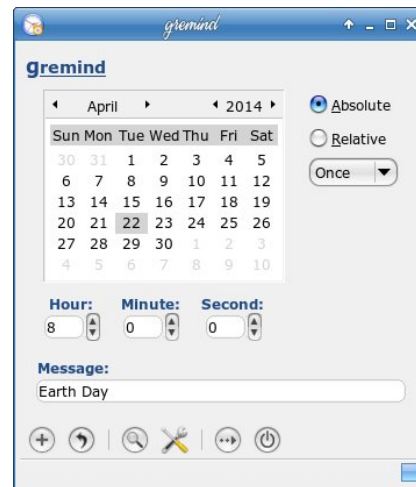 gremind
gremind
April 2014
Sun Mon Tue Wed Thu Fri Sat
30 31 1 2 3 4 5
6 7 8 9 10 11 12
13 14 15 16 17 18 19
20 21 22 23 24 25 26
27 28 29 30 1 2 3
4 5 6 7 8 9 10
Absolute
Relative
Once
Hour: Minute: Second:
8 0 0
Message:
Earth Day